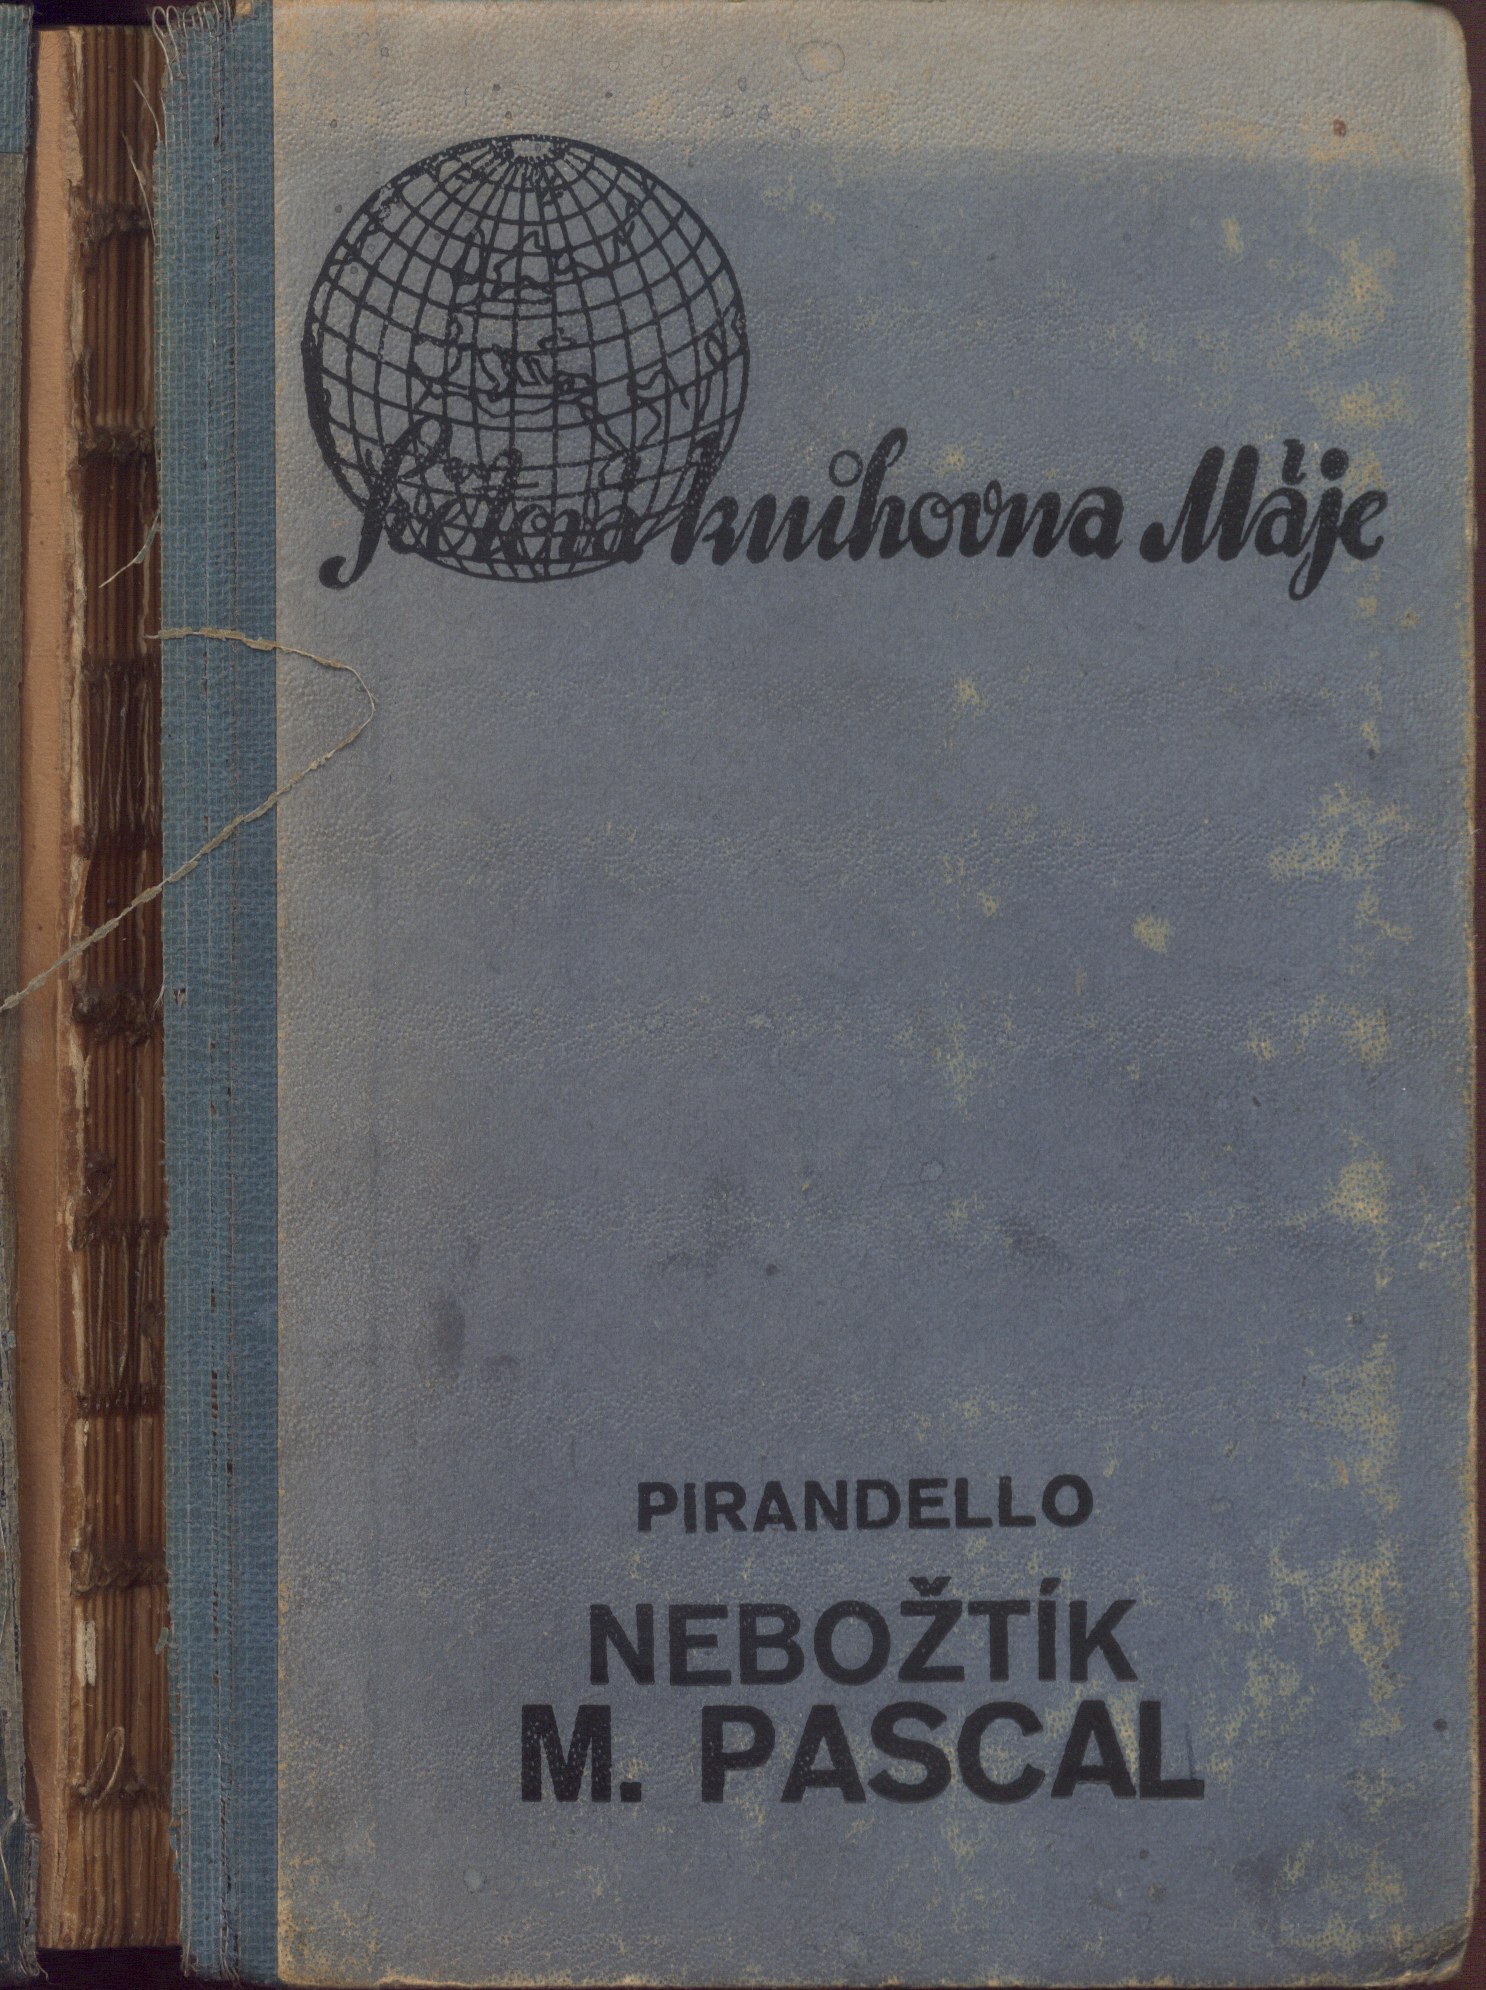 Světová knihovna Máje
PIRANDELLO
NEBOŽTÍK
M. PASCAL